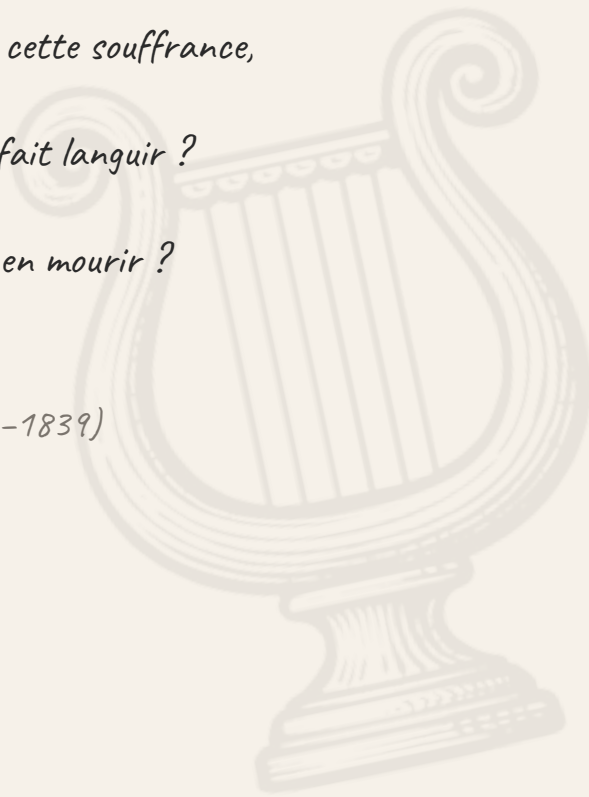 cette souffrance,
fait languir ?
en mourir ?
–1839)